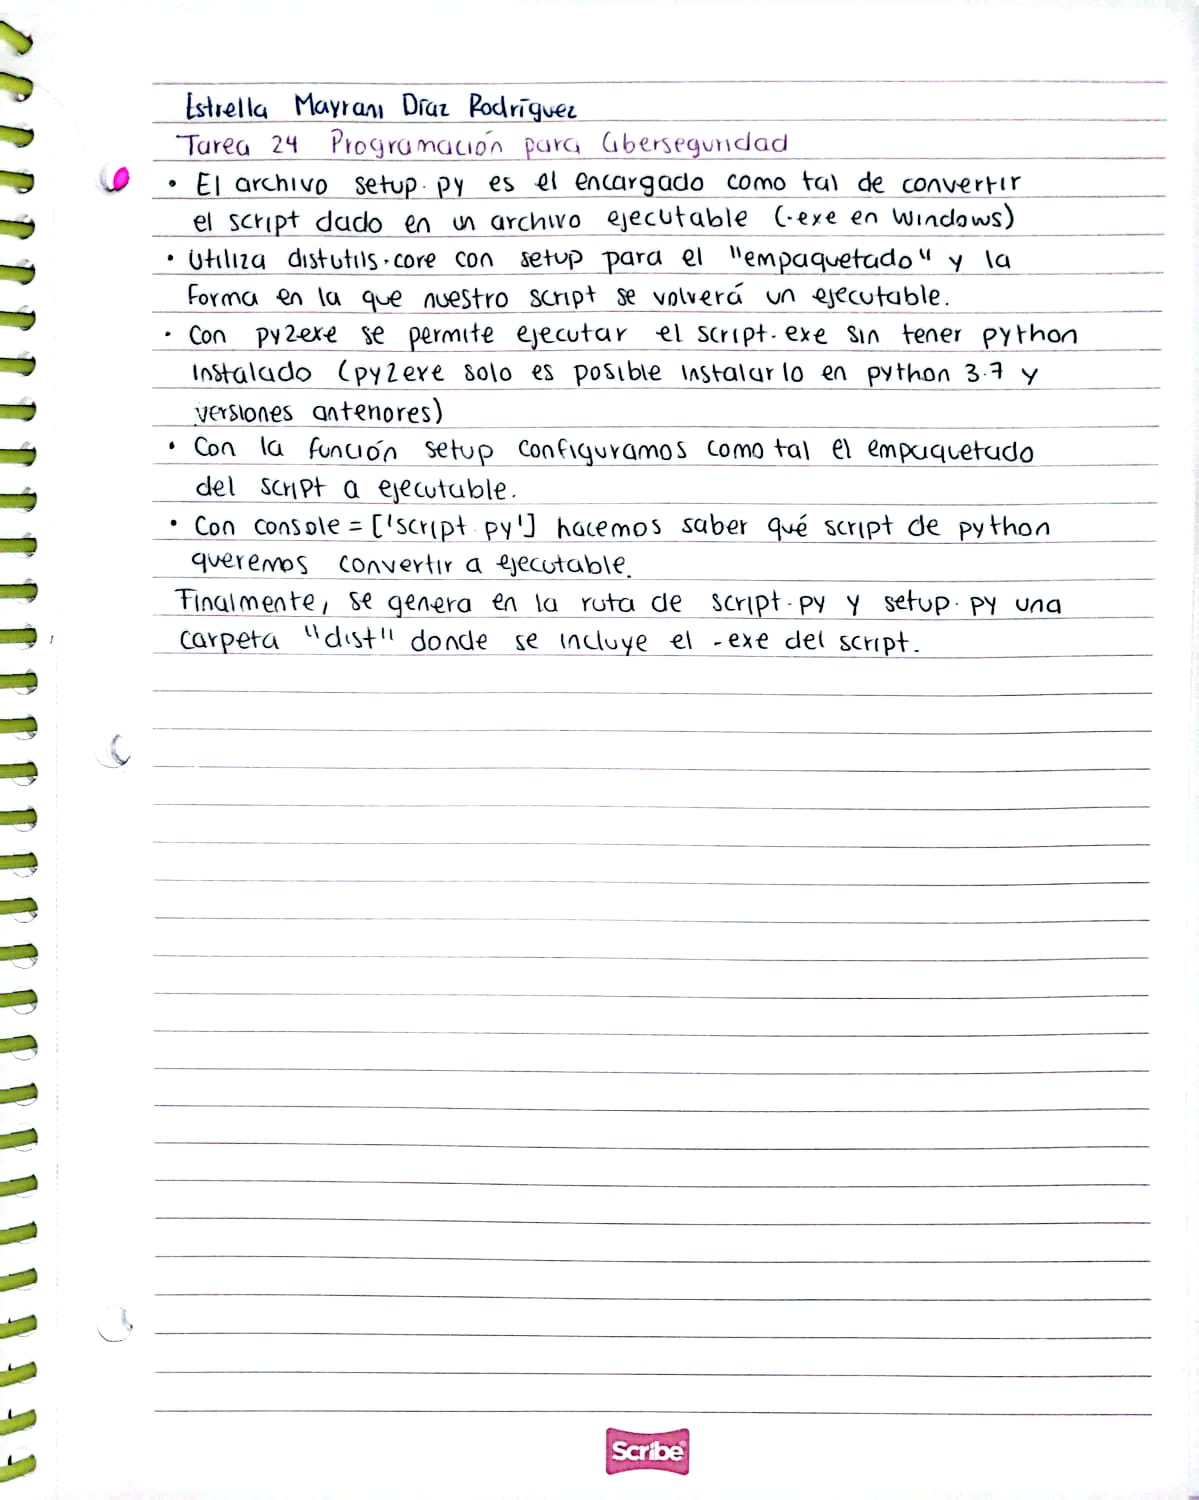 Estrella Mayrani Díaz Rodríguez
Tarea 24 Programación para Ciberseguridad
• El archivo setup.py es el encargado como tal de convertir
el script dado en un archivo ejecutable (.exe en Windows)
• Utiliza distutils.core con setup para el "empaquetado" y la
forma en la que nuestro script se volverá un ejecutable.
• Con py2exe se permite ejecutar el script.exe sin tener python
instalado (py2exe solo es posible instalarlo en python 3.7 y
versiones anteriores)
• Con la función setup configuramos como tal el empaquetado
del script a ejecutable.
• Con console = ['script.py'] hacemos saber qué script de python
queremos convertir a ejecutable.
Finalmente, se genera en la ruta de script.py y setup.py una
carpeta "dist" donde se incluye el .exe del script.
Scribe